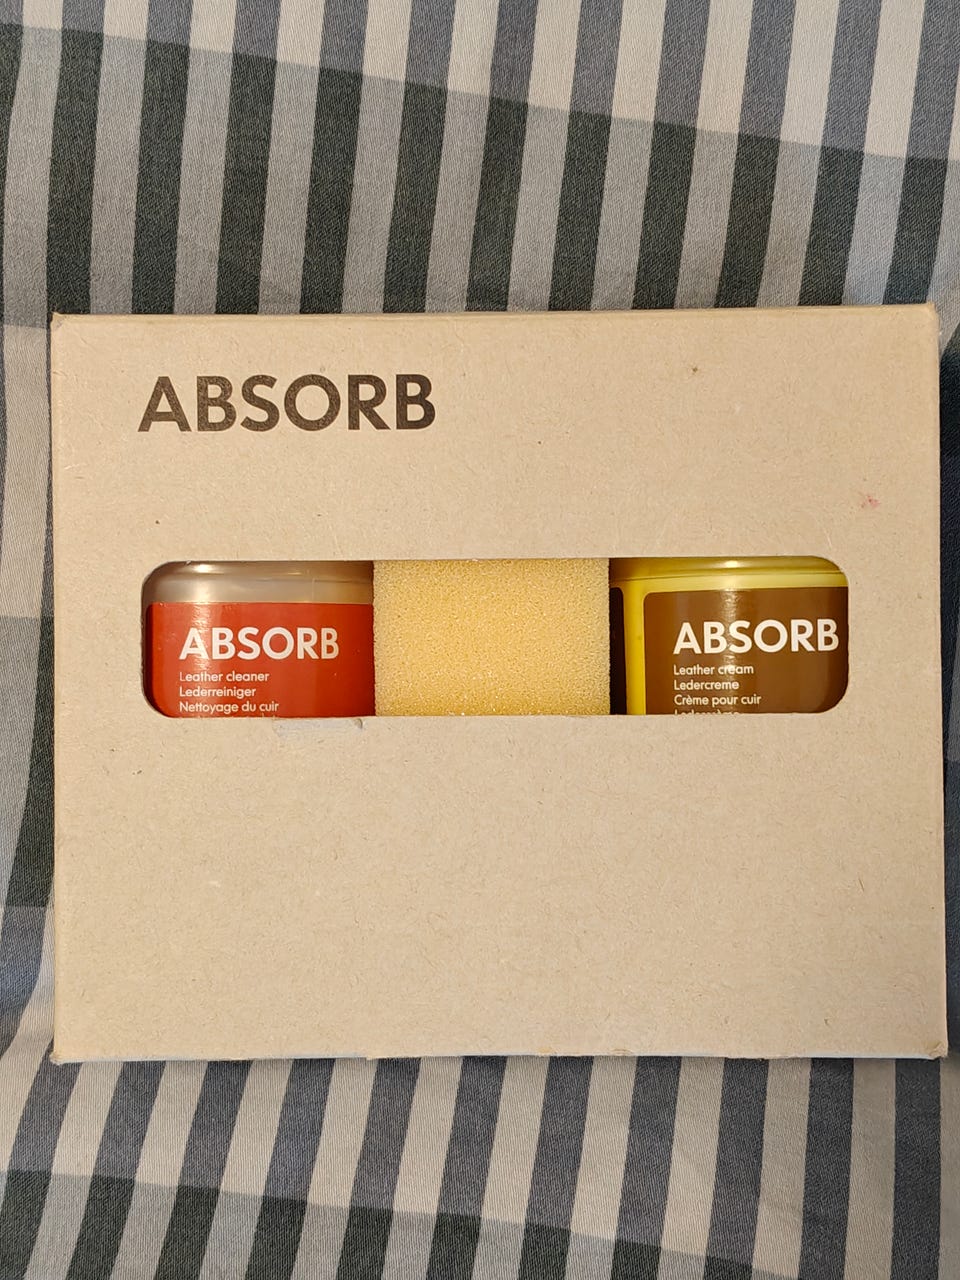 ABSORB
ABSORB
Leather cleaner
Lederreiniger
Nettoyage du cuir
ABSORB
Leather cream
Ledercreme
Crème pour cuir